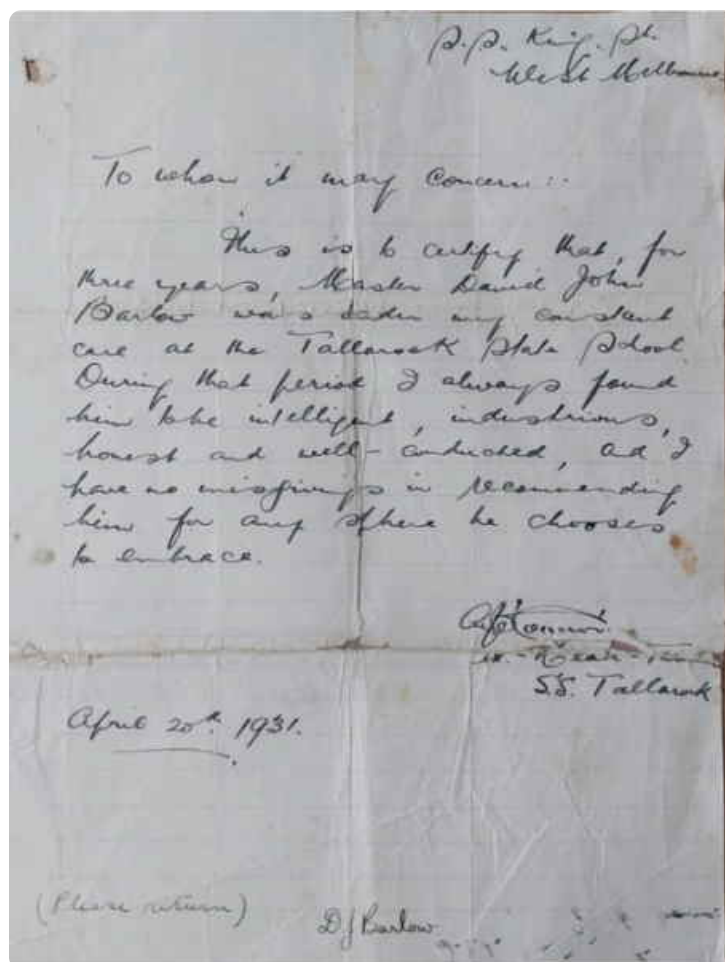 S.S. King. St.
West Melbourne
To whom it may concern:-
This is to certify that, for
three years, Master David John
Barlow was under my constant
care at the Tallarook State School.
During that period I always found
him to be intelligent, industrious,
honest and well-conducted, and I
have no misgivings in recommending
him for any sphere he chooses
to embrace.
O'Connor.
S.S. Tallarook
April 20th 1931.
(Please return)
D J Barlow